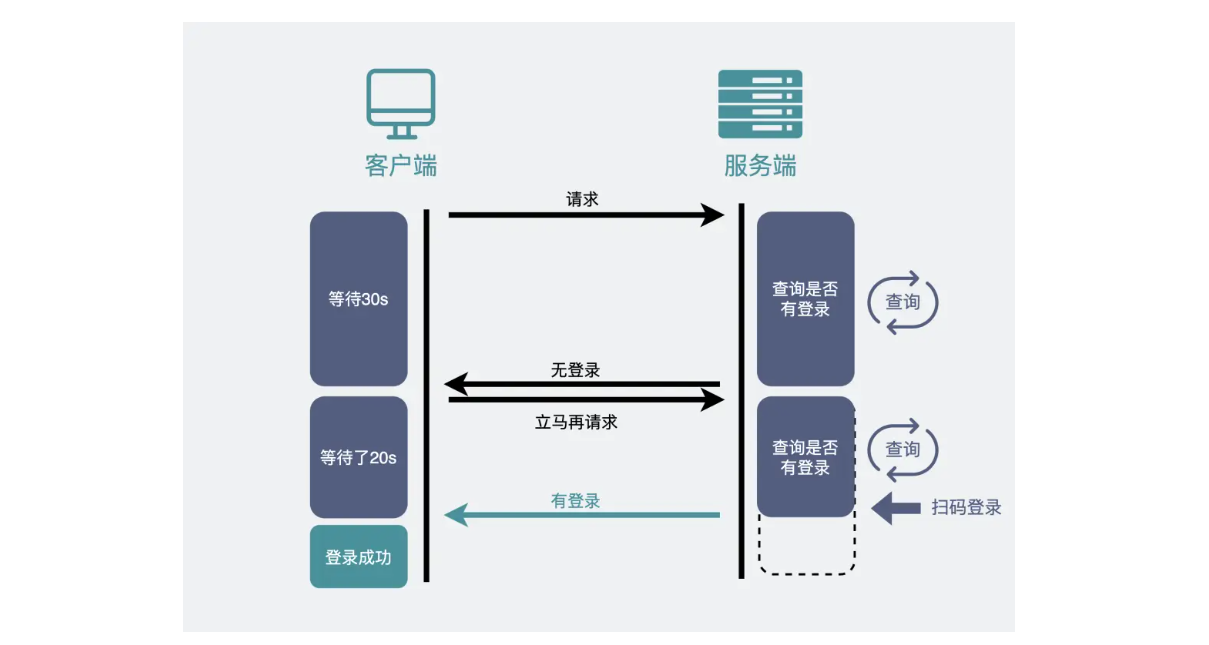 客户端
服务端
请求
等待30s
查询是否
有登录
查询
无登录
立马再请求
等待了20s
查询是否
有登录
查询
有登录
扫码登录
登录成功